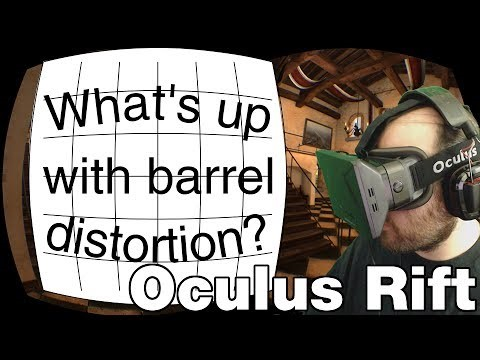 What's up
with barrel
distortion?
Oculus
Oculus Rift